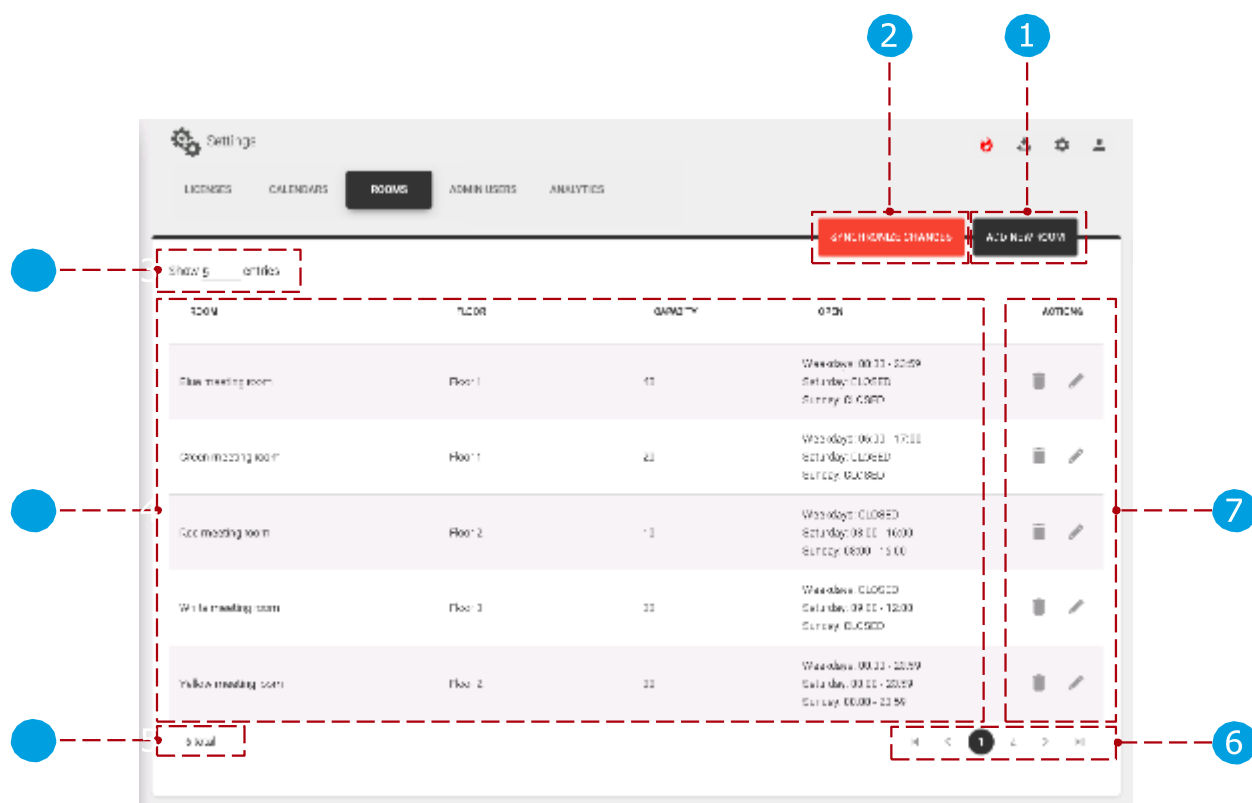 2 1
Settings
LICENSES CALENDARS ROOMS ADMIN USERS ANALYTICS
SYNCHRONIZE CHANGES ADD NEW ROOM
3 Show 5 entries
ROOM FLOOR CAPACITY OPEN ACTIONS
Weekdays: 00:00 - 23:59
Blue meeting room Floor 1
Saturday: CLOSED
Sunday: CLOSED
Weekdays: 06:00 - 17:00
Green meeting room Floor 1 20
Saturday: CLOSED
Sunday: CLOSED
4 7
Weekdays: CLOSED
Red meeting room Floor 2
Saturday: 08:00 - 16:00
Sunday: 08:00 - 16:00
Weekdays: CLOSED
White meeting room Floor 3
Saturday: 09:00 - 12:00
Sunday: CLOSED
Weekdays: 00:00 - 23:59
Yellow meeting room Floor 2
Saturday: 00:00 - 23:59
Sunday: 00:00 - 23:59
5 total 1 6